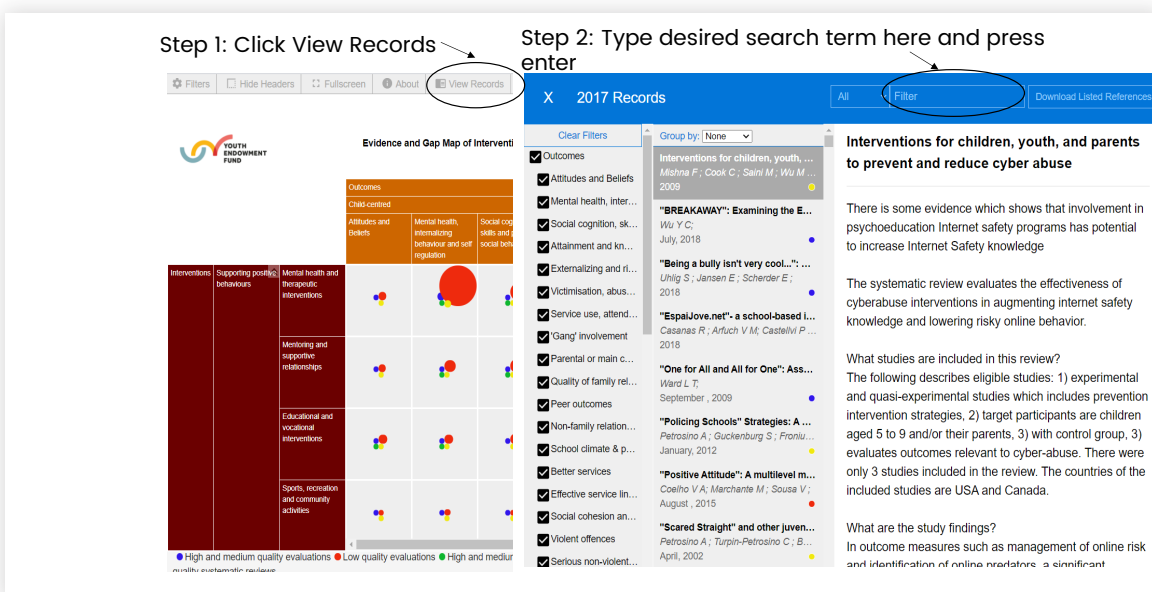 Step 1: Click View Records
Step 2: Type desired search term here and press
enter
Filters
Hide Headers
Fullscreen
About
View Records
YOUTH
ENDOWMENT
FUND
Evidence and Gap Map of Interventi
Outcomes
Child-centred
Attitudes and
Beliefs
Mental health,
internalizing
behaviour and self
regulation
Social cog
skills and p
social beha
Interventions
Supporting positive
behaviours
Mental health and
therapeutic
interventions
Mentoring and
supportive
relationships
Educational and
vocational
interventions
Sports, recreation
and community
activities
High and medium quality evaluations
Low quality evaluations
High and medium
quality systematic reviews
X
2017 Records
All
Filter
Download Listed References
Clear Filters
Outcomes
Attitudes and Beliefs
Mental health, inter...
Social cognition, sk...
Attainment and kn...
Externalizing and ri...
Victimisation, abus...
Service use, attend...
'Gang' involvement
Parental or main c...
Quality of family rel...
Peer outcomes
Non-family relation...
School climate & p...
Better services
Effective service lin...
Social cohesion an...
Violent offences
Serious non-violent...
Group by: None
Interventions for children, youth, ...
Mishna F ; Cook C ; Saini M ; Wu M ...
2009
"BREAKAWAY": Examining the E...
Wu Y C;
July, 2018
"Being a bully isn't very cool...": ...
Uhlig S ; Jansen E ; Scherder E ;
2018
"EspaiJove.net"- a school-based i...
Casanas R ; Arfuch V M; Castellvi P ...
2018
"One for All and All for One": Ass...
Ward L T;
September , 2009
"Policing Schools" Strategies: A ...
Petrosino A ; Guckenburg S ; Froniu...
January, 2012
"Positive Attitude": A multilevel m...
Coelho V A; Marchante M ; Sousa V ;
August , 2015
"Scared Straight" and other juven...
Petrosino A ; Turpin-Petrosino C ; B...
April, 2002
Interventions for children, youth, and parents
to prevent and reduce cyber abuse
There is some evidence which shows that involvement in
psychoeducation Internet safety programs has potential
to increase Internet Safety knowledge
The systematic review evaluates the effectiveness of
cyberabuse interventions in augmenting internet safety
knowledge and lowering risky online behavior.
What studies are included in this review?
The following describes eligible studies: 1) experimental
and quasi-experimental studies which includes prevention
intervention strategies, 2) target participants are children
aged 5 to 9 and/or their parents, 3) with control group, 3)
evaluates outcomes relevant to cyber-abuse. There were
only 3 studies included in the review. The countries of the
included studies are USA and Canada.
What are the study findings?
In outcome measures such as management of online risk
and identification of online predators, a significant